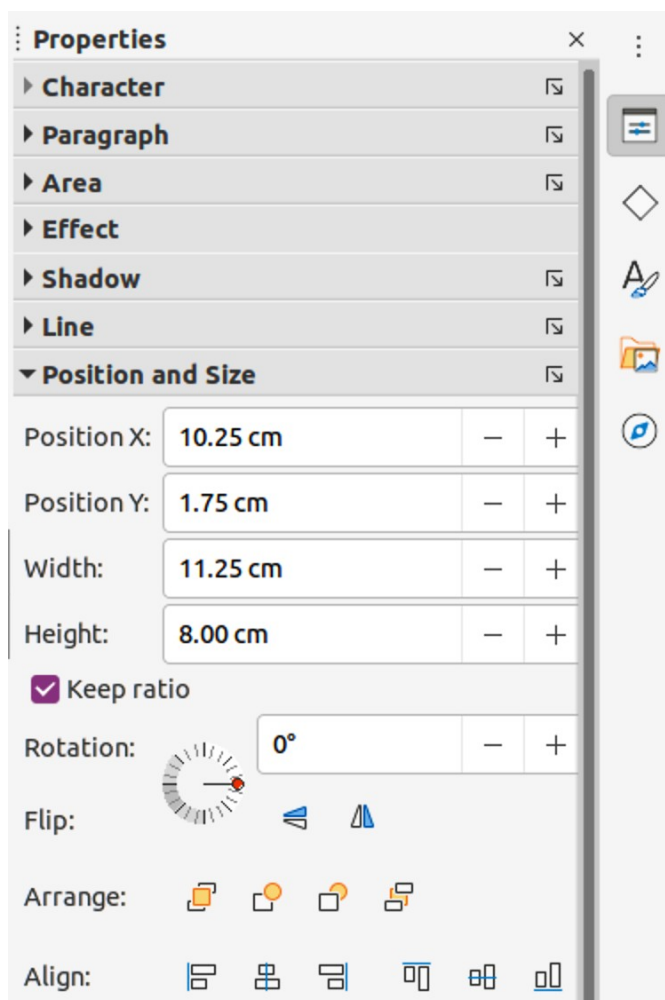 Properties
Character
Paragraph
Area
Effect
Shadow
Line
Position and Size
Position X: 10.25 cm
Position Y: 1.75 cm
Width: 11.25 cm
Height: 8.00 cm
Keep ratio
Rotation: 0°
Flip:
Arrange:
Align: